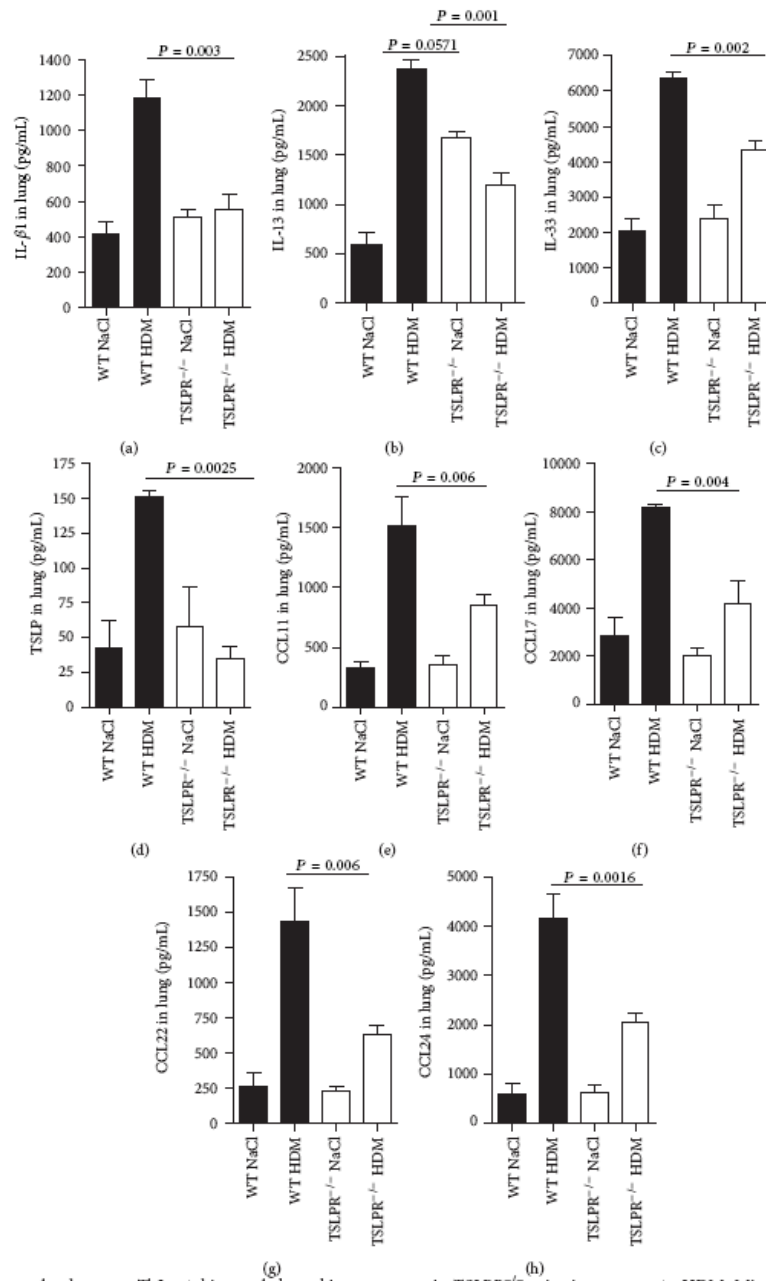 P = 0.003
1400
1200
1000
800
600
400
200
0
IL-β1 in lung (pg/mL)
WT NaCl
WT HDM
TSLPR−/− NaCl
TSLPR−/− HDM
(a)
P = 0.001
P = 0.0571
2500
2000
1500
1000
500
0
IL-13 in lung (pg/mL)
WT NaCl
WT HDM
TSLPR−/− NaCl
TSLPR−/− HDM
(b)
P = 0.002
7000
6000
5000
4000
3000
2000
1000
0
IL-33 in lung (pg/mL)
WT NaCl
WT HDM
TSLPR−/− NaCl
TSLPR−/− HDM
(c)
P = 0.0025
175
150
125
100
75
50
25
0
TSLP in lung (pg/mL)
WT NaCl
WT HDM
TSLPR−/− NaCl
TSLPR−/− HDM
(d)
P = 0.006
2000
1500
1000
500
0
CCL11 in lung (pg/mL)
WT NaCl
WT HDM
TSLPR−/− NaCl
TSLPR−/− HDM
(e)
P = 0.004
10000
8000
6000
4000
2000
0
CCL17 in lung (pg/mL)
WT NaCl
WT HDM
TSLPR−/− NaCl
TSLPR−/− HDM
(f)
P = 0.006
1750
1500
1250
1000
750
500
250
0
CCL22 in lung (pg/mL)
WT NaCl
WT HDM
TSLPR−/− NaCl
TSLPR−/− HDM
(g)
P = 0.0016
5000
4000
3000
2000
1000
0
CCL24 in lung (pg/mL)
WT NaCl
WT HDM
TSLPR−/− NaCl
TSLPR−/− HDM
(h)